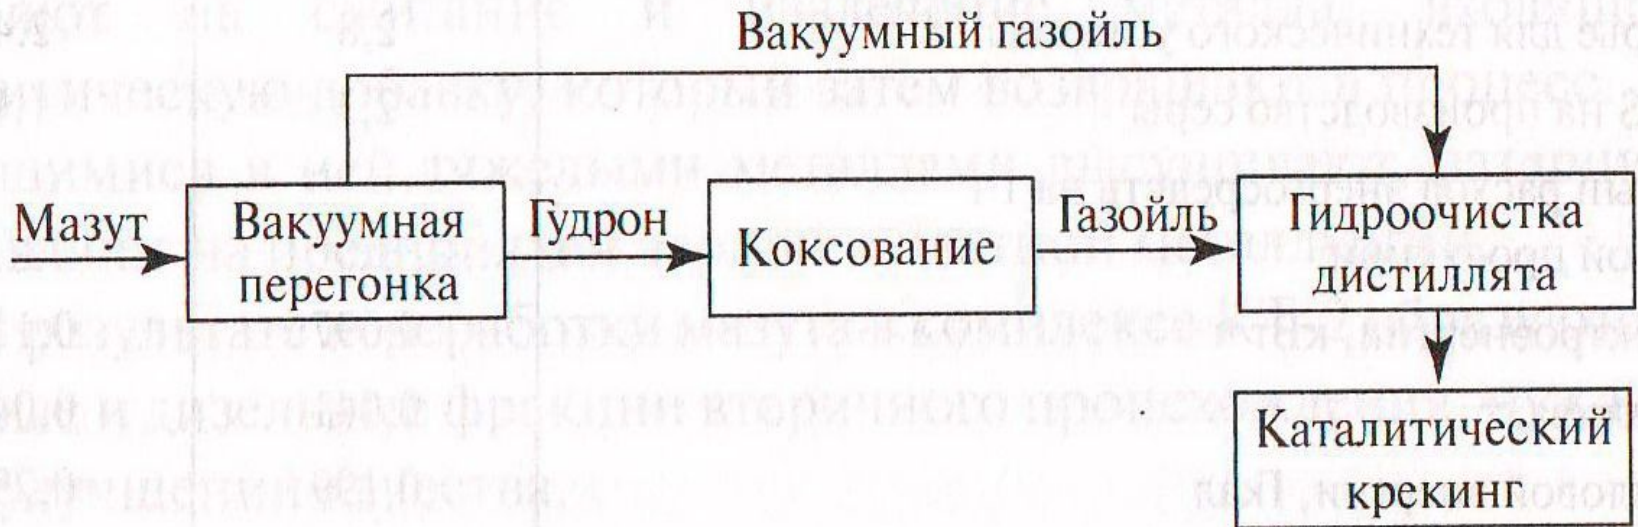 Вакуумный газойль
Мазут
Вакуумная
перегонка
Гудрон
Коксование
Газойль
Гидроочистка
дистиллята
Каталитический
крекинг